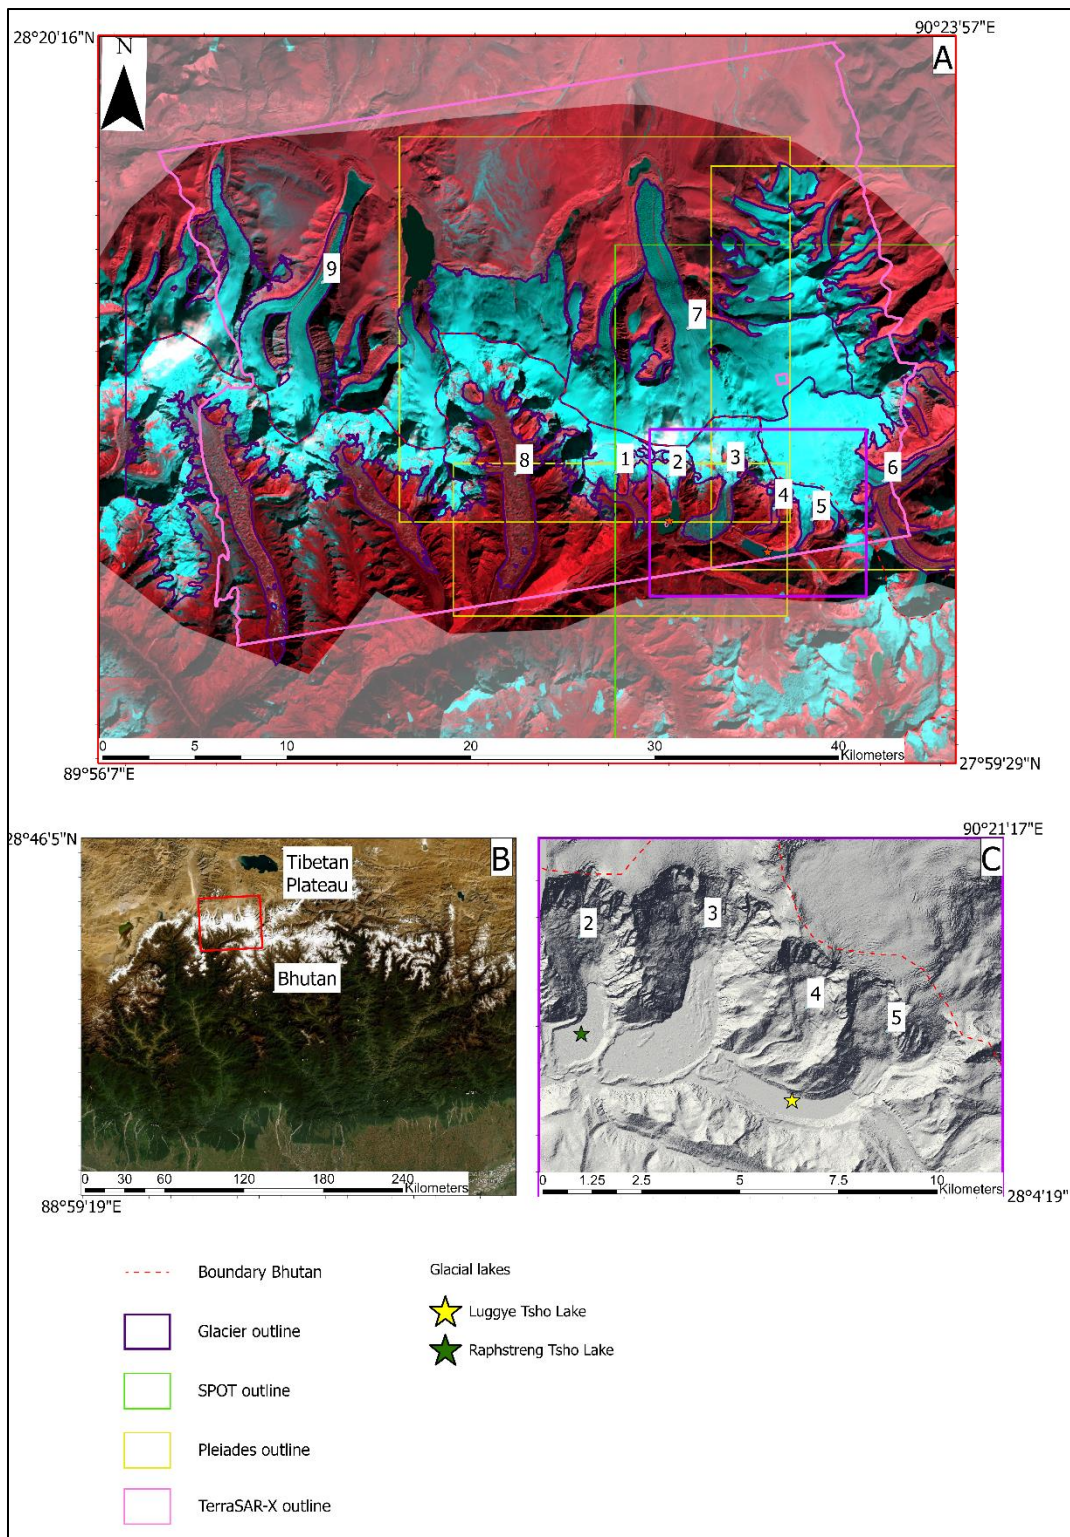 28°20'16"N
90°23'57"E
N
A
9
7
8
1
2
3
4
5
6
0 5 10 20 30 40
Kilometers
89°56'7"E
27°59'29"N
28°46'5"N
90°21'17"E
B
Tibetan
Plateau
Bhutan
0 30 60 120 180 240
Kilometers
88°59'19"E
C
2
3
4
5
0 1.25 2.5 5 7.5 10
Kilometers
28°4'19"
Boundary Bhutan
Glacier outline
SPOT outline
Pleiades outline
TerraSAR-X outline
Glacial lakes
Luggye Tsho Lake
Raphstreng Tsho Lake